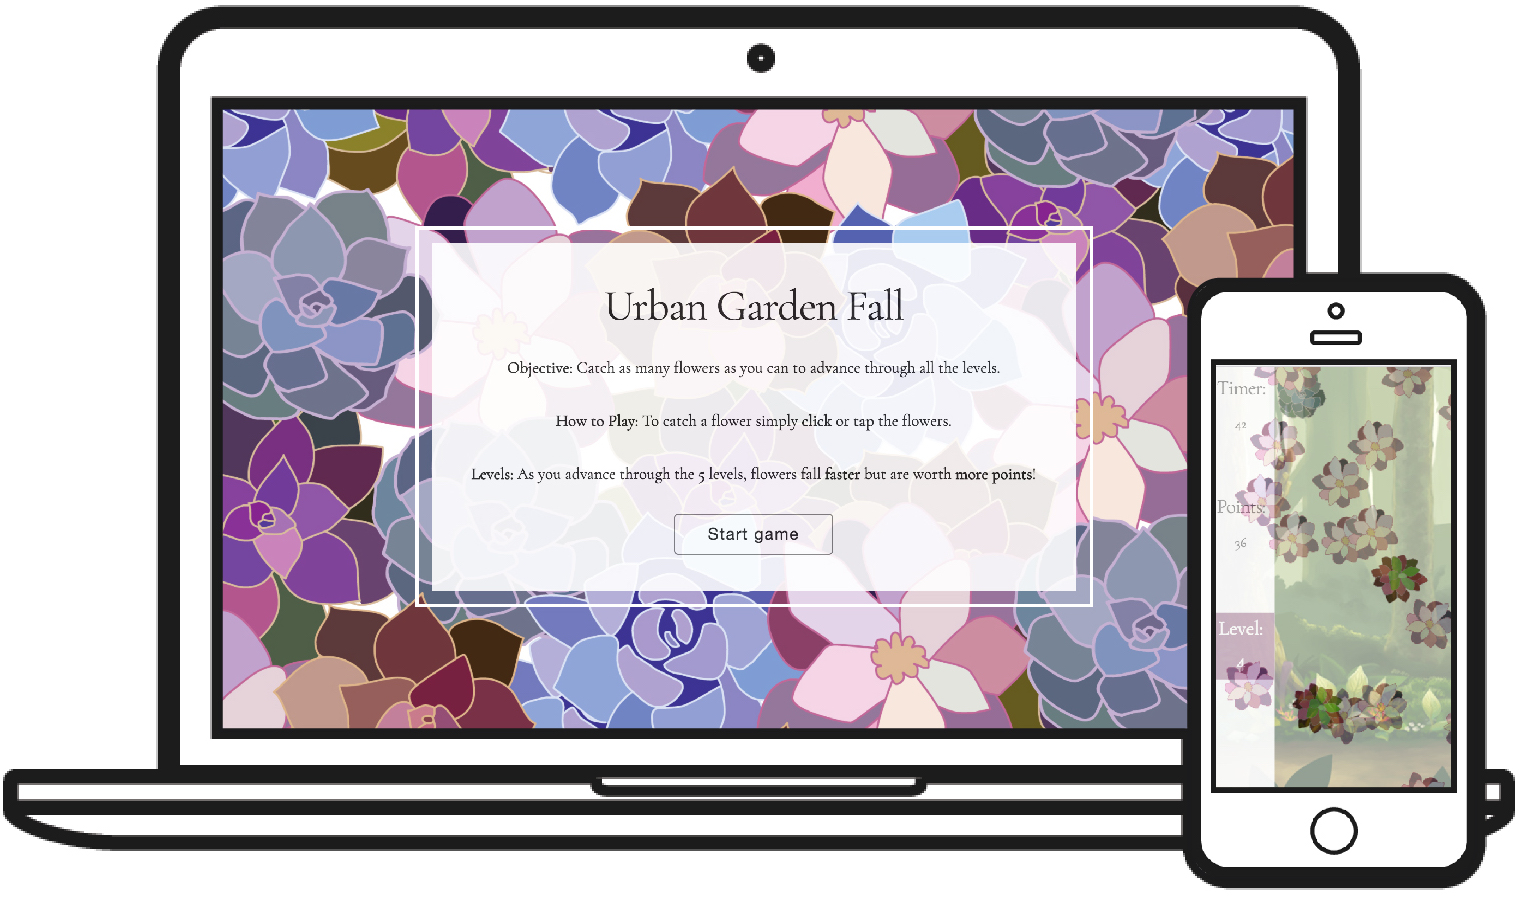 Urban Garden Fall
Objective: Catch as many flowers as you can to advance through all the levels.
How to Play: To catch a flower simply click or tap the flowers.
Levels: As you advance through the 5 levels, flowers fall faster but are worth more points!
Start game
Timer:
42
Points:
36
Level:
4